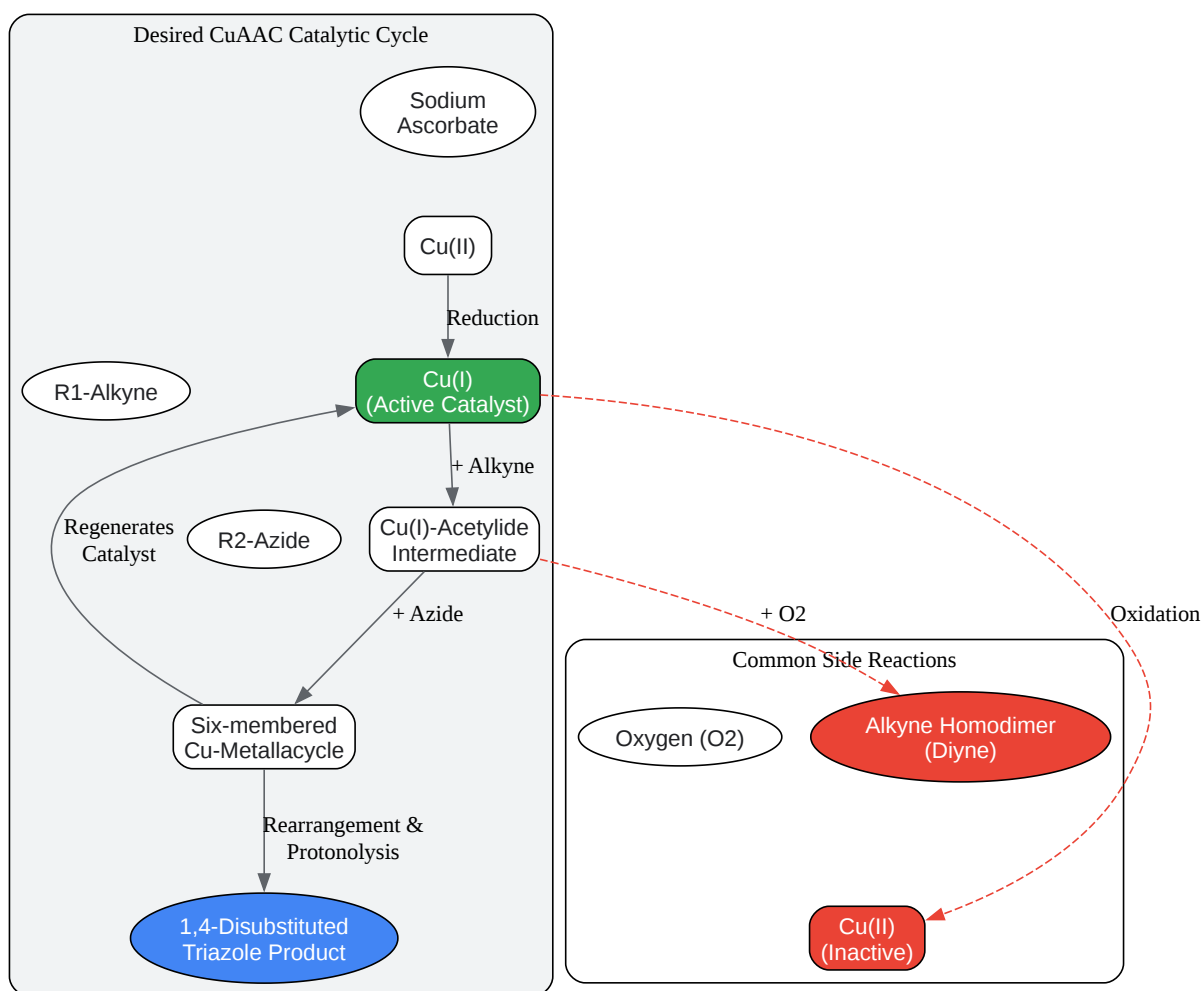 Desired CuAAC Catalytic Cycle
Sodium
Ascorbate
Cu(II)
Reduction
R1-Alkyne
Cu(I)
(Active Catalyst)
+ Alkyne
Regenerates
Catalyst
R2-Azide
Cu(I)-Acetylide
Intermediate
+ Azide
+ O2
Oxidation
Six-membered
Cu-Metallacycle
Rearrangement &
Protonolysis
1,4-Disubstituted
Triazole Product
Common Side Reactions
Oxygen (O2)
Alkyne Homodimer
(Diyne)
Cu(II)
(Inactive)